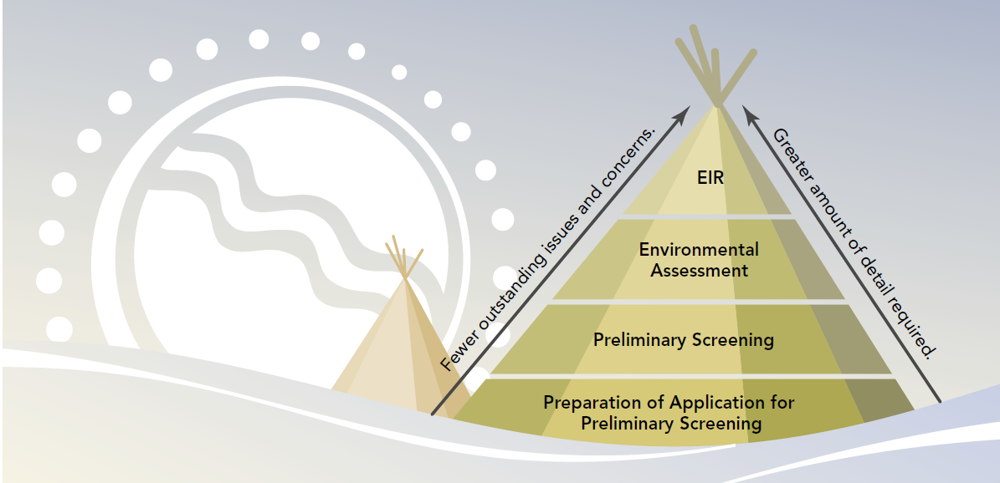 Fewer outstanding issues and concerns.
Greater amount of detail required.
EIR
Environmental
Assessment
Preliminary Screening
Preparation of Application for
Preliminary Screening